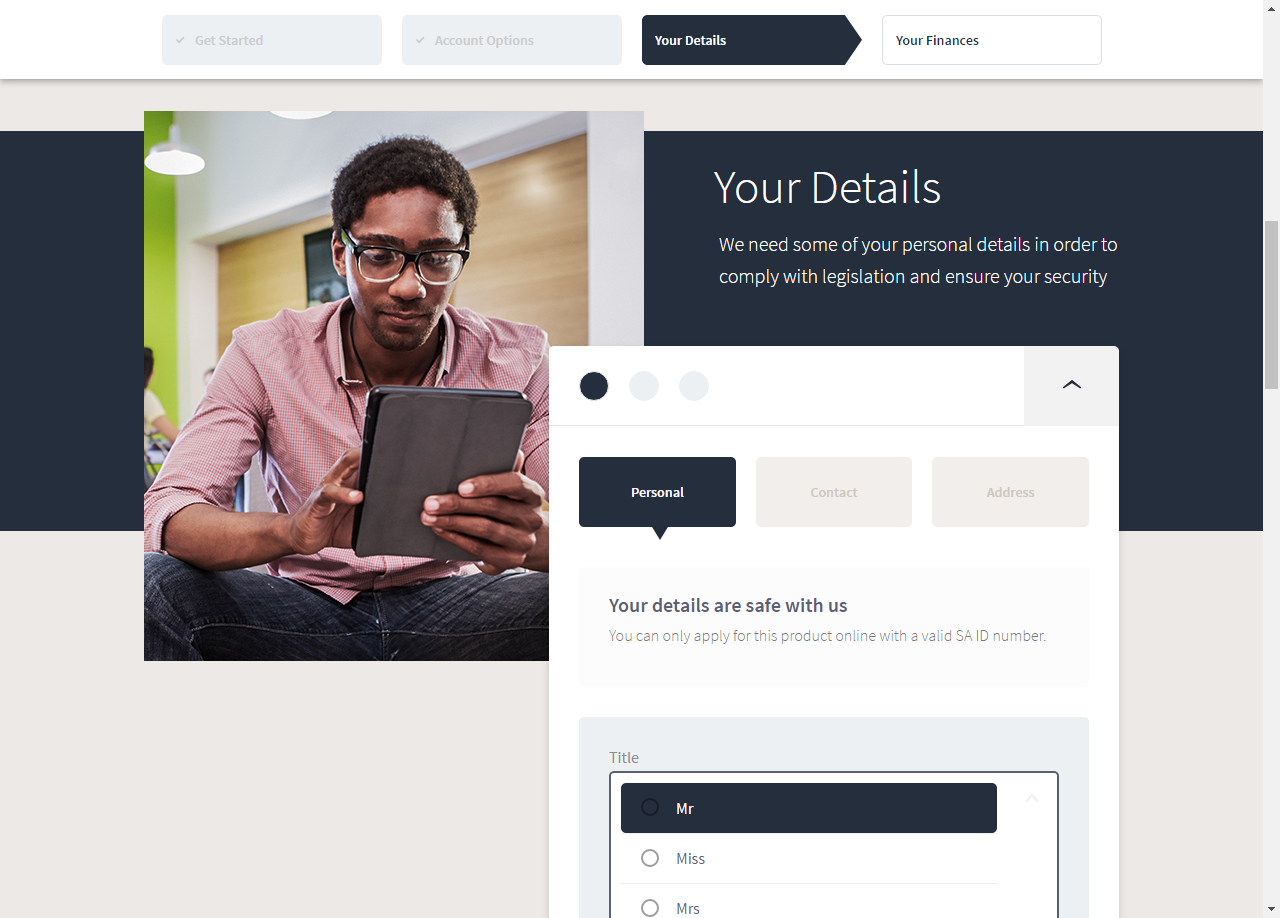 Get Started
Account Options
Your Details
Your Finances
Your Details
We need some of your personal details in order to
comply with legislation and ensure your security
Personal
Contact
Address
Your details are safe with us
You can only apply for this product online with a valid SA ID number.
Title
Mr
Miss
Mrs